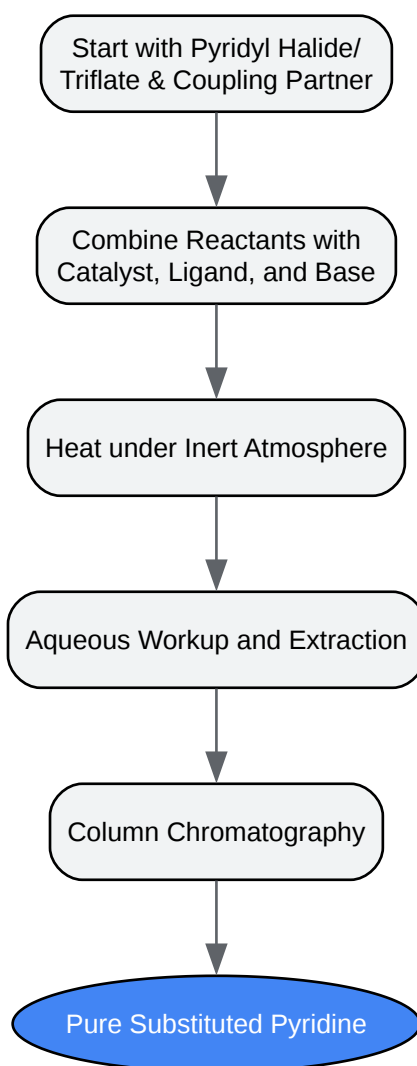 Start with Pyridyl Halide/
Triflate & Coupling Partner
Combine Reactants with
Catalyst, Ligand, and Base
Heat under Inert Atmosphere
Aqueous Workup and Extraction
Column Chromatography
Pure Substituted Pyridine